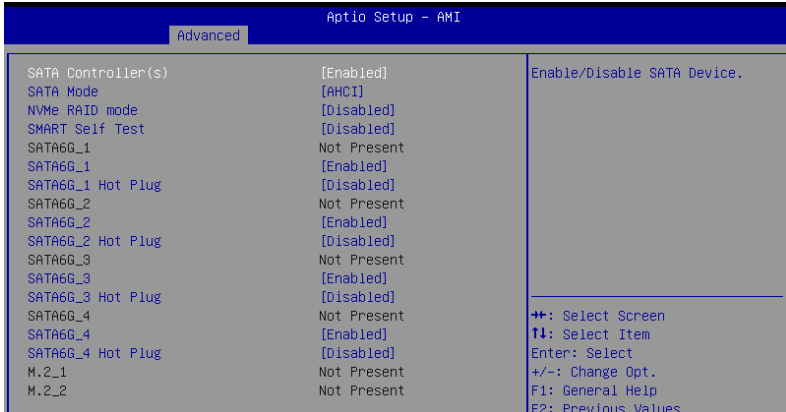 Aptio Setup – AMI
Advanced
SATA Controller(s) [Enabled]
SATA Mode [AHCI]
NVMe RAID mode [Disabled]
SMART Self Test [Disabled]
SATA6G_1 Not Present
SATA6G_1 [Enabled]
SATA6G_1 Hot Plug [Disabled]
SATA6G_2 Not Present
SATA6G_2 [Enabled]
SATA6G_2 Hot Plug [Disabled]
SATA6G_3 Not Present
SATA6G_3 [Enabled]
SATA6G_3 Hot Plug [Disabled]
SATA6G_4 Not Present
SATA6G_4 [Enabled]
SATA6G_4 Hot Plug [Disabled]
M.2_1 Not Present
M.2_2 Not Present
Enable/Disable SATA Device.
→←: Select Screen
↑↓: Select Item
Enter: Select
+/-: Change Opt.
F1: General Help
F2: Previous Values